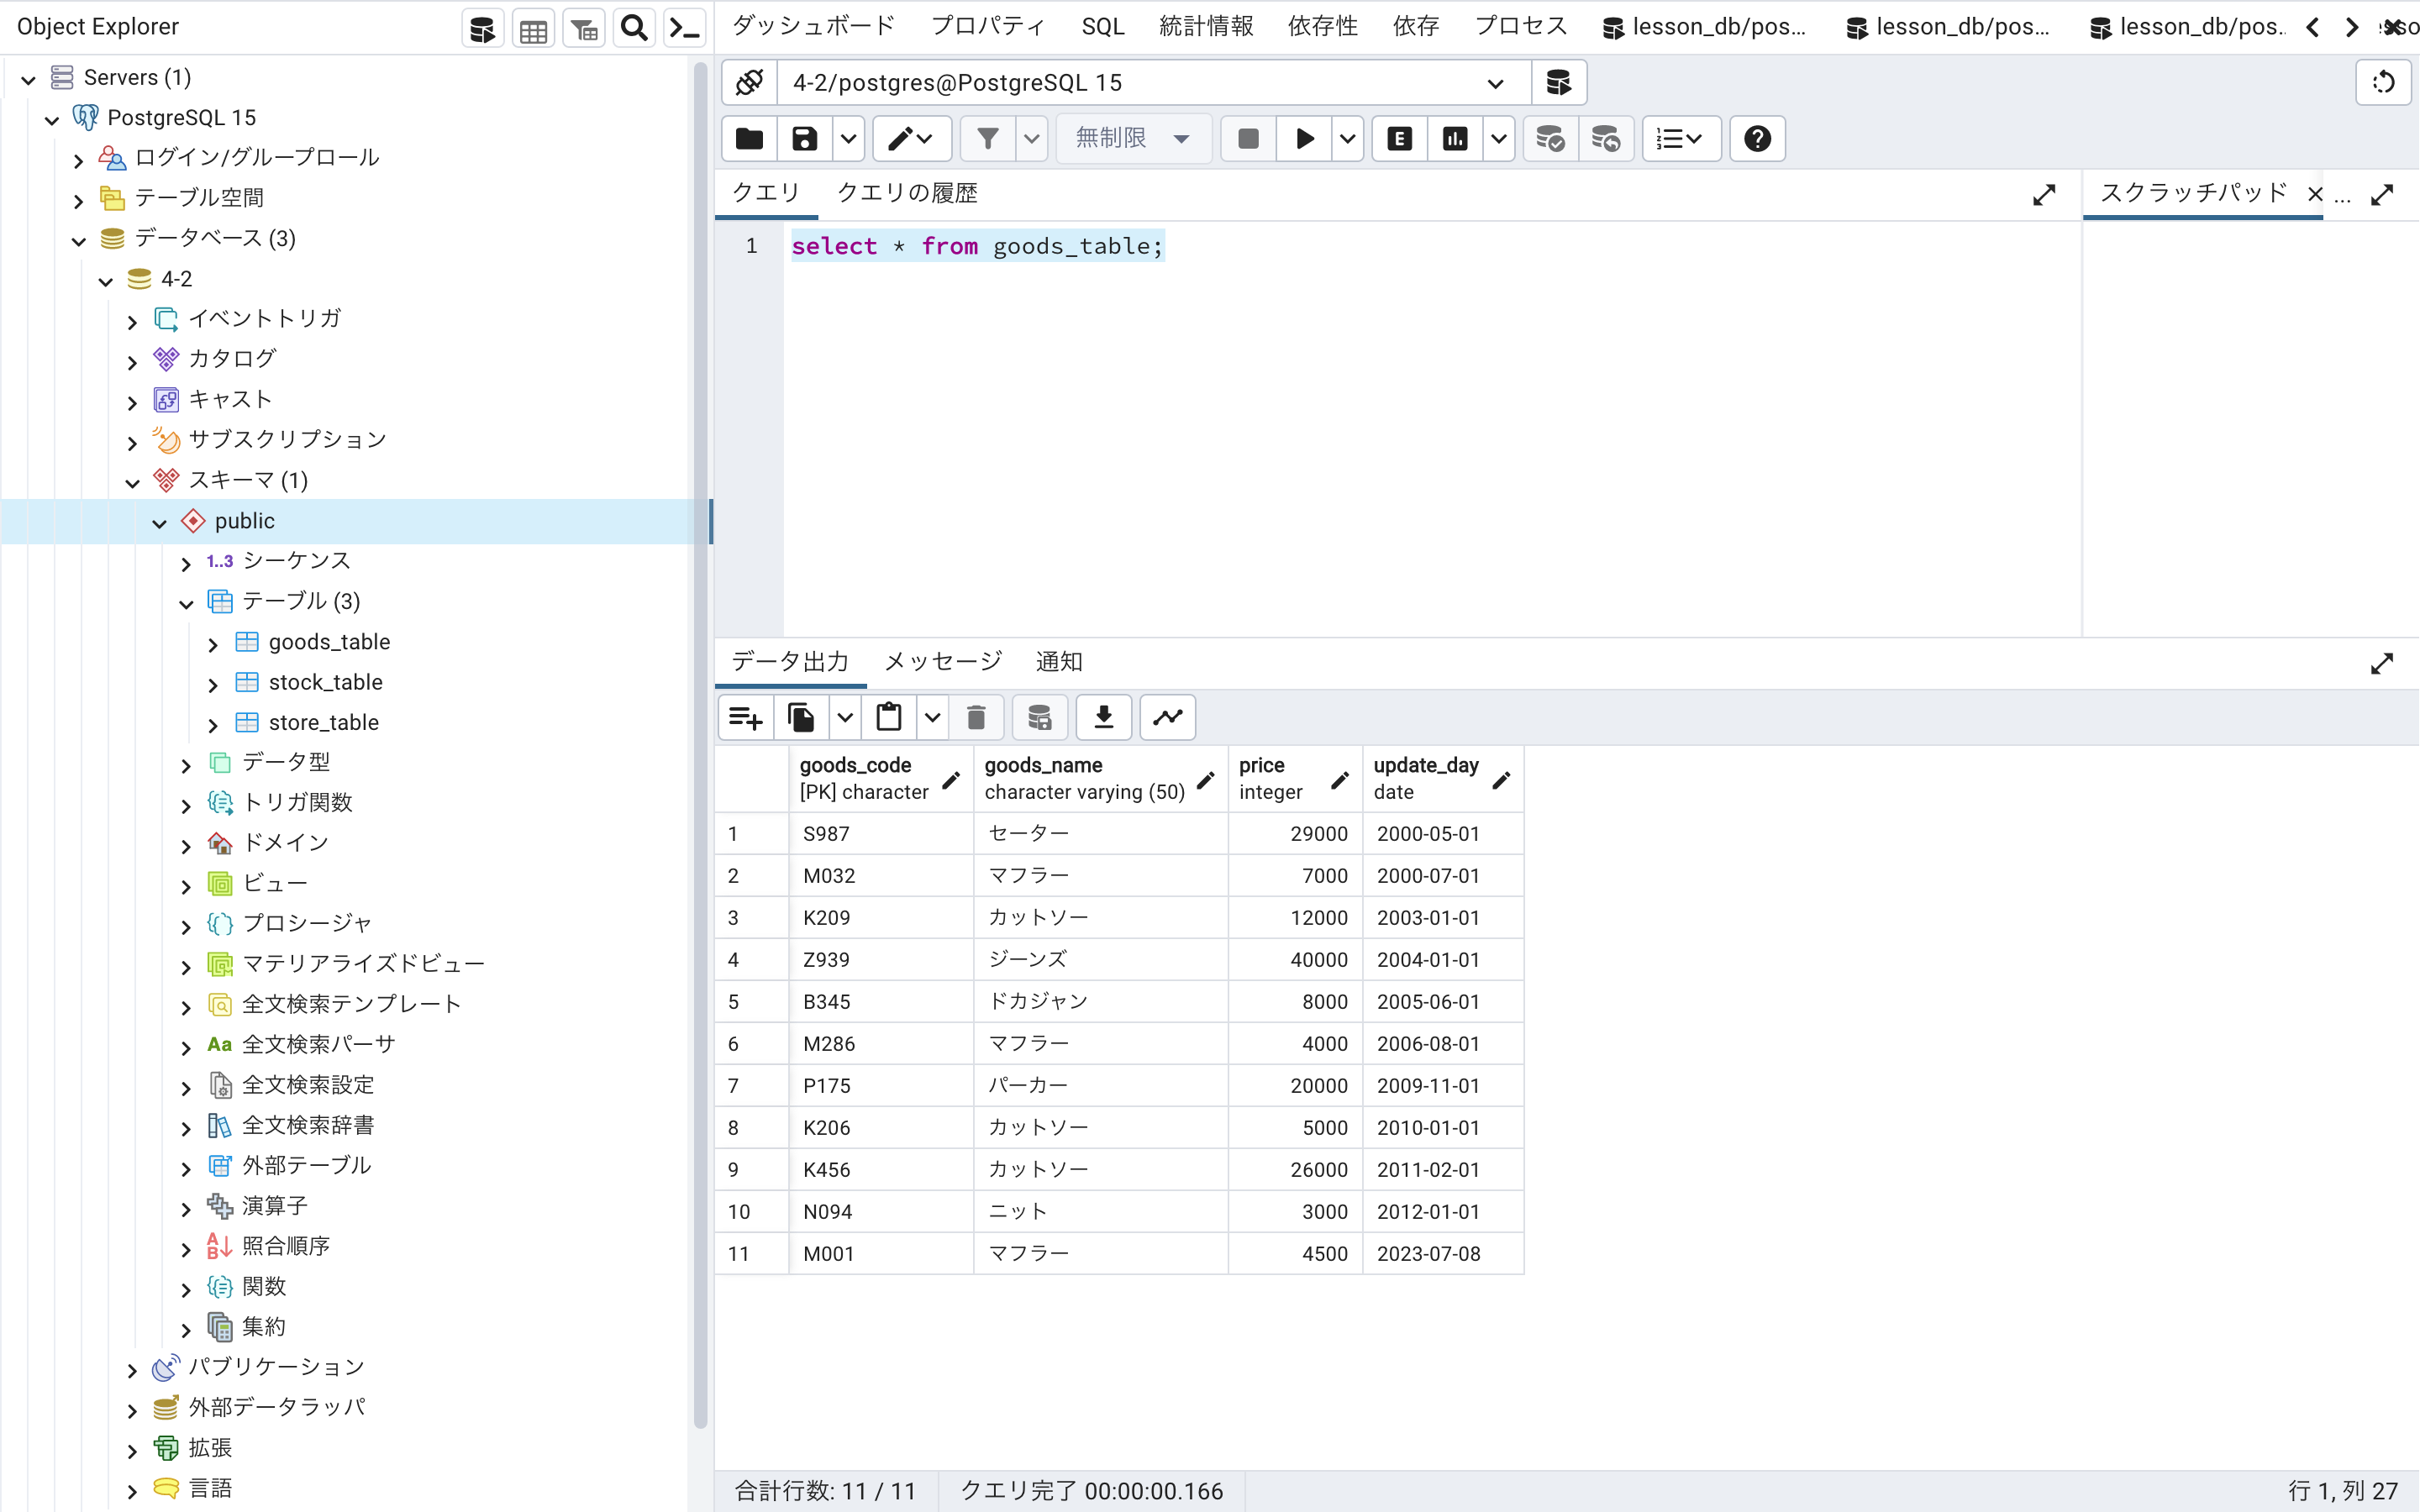 Object Explorer
Servers (1)
PostgreSQL 15
ログイン/グループロール
テーブル空間
データベース (3)
4-2
イベントトリガ
カタログ
キャスト
サブスクリプション
スキーマ (1)
public
1..3 シーケンス
テーブル (3)
goods_table
stock_table
store_table
データ型
トリガ関数
ドメイン
ビュー
プロシージャ
マテリアライズドビュー
全文検索テンプレート
Aa 全文検索パーサ
全文検索設定
全文検索辞書
外部テーブル
演算子
照合順序
関数
集約
パブリケーション
外部データラッパ
拡張
言語
ダッシュボード プロパティ SQL 統計情報 依存性 依存 プロセス lesson_db/pos... lesson_db/pos... lesson_db/pos..
4-2/postgres@PostgreSQL 15
無制限
クエリ クエリの履歴
スクラッチパッド
1 select * from goods_table;
データ出力 メッセージ 通知
goods_code goods_name price update_day
[PK] character character varying (50) integer date
1 S987 セーター 29000 2000-05-01
2 M032 マフラー 7000 2000-07-01
3 K209 カットソー 12000 2003-01-01
4 Z939 ジーンズ 40000 2004-01-01
5 B345 ドカジャン 8000 2005-06-01
6 M286 マフラー 4000 2006-08-01
7 P175 パーカー 20000 2009-11-01
8 K206 カットソー 5000 2010-01-01
9 K456 カットソー 26000 2011-02-01
10 N094 ニット 3000 2012-01-01
11 M001 マフラー 4500 2023-07-08
合計行数: 11 / 11 クエリ完了 00:00:00.166 行 1, 列 27